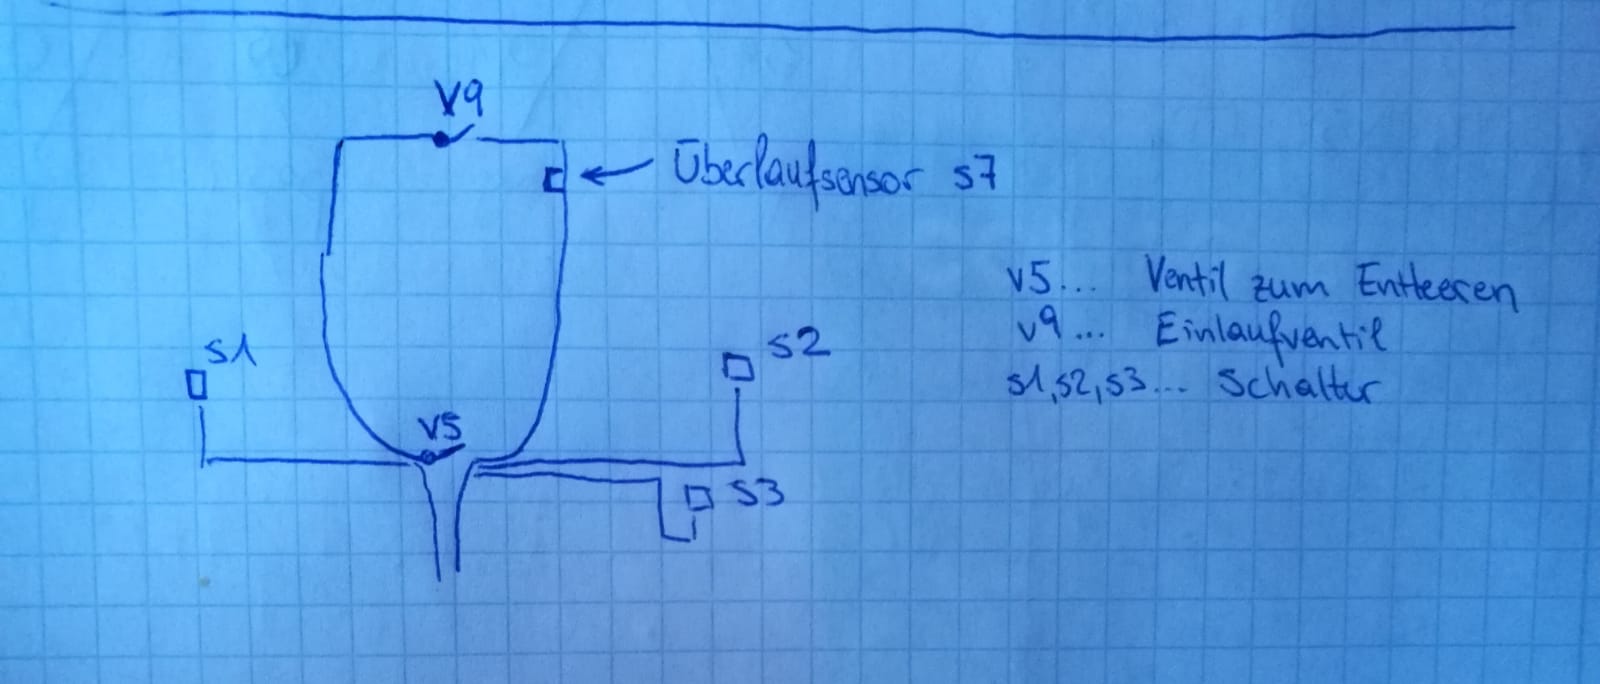 V9
Überlaufsensor s7
v5... Ventil zum Entleeren
v9... Einlaufventil
s1,s2,s3... Schalter
S1
S2
V5
S3